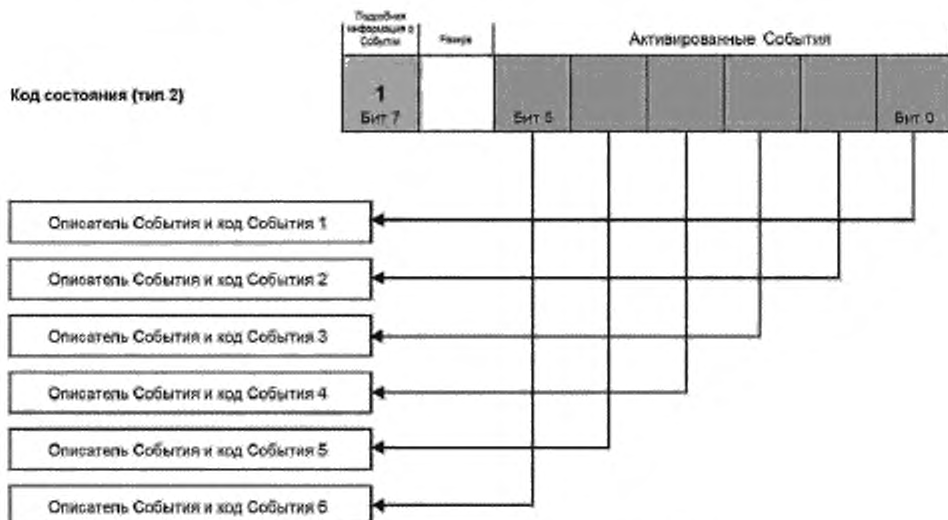 Подробная
информация о
Событии
Резерв
Активированные События
Код состояния (тип 2)
1
Бит 7
Бит 5
Бит 0
Описатель События и код События 1
Описатель События и код События 2
Описатель События и код События 3
Описатель События и код События 4
Описатель События и код События 5
Описатель События и код События 6